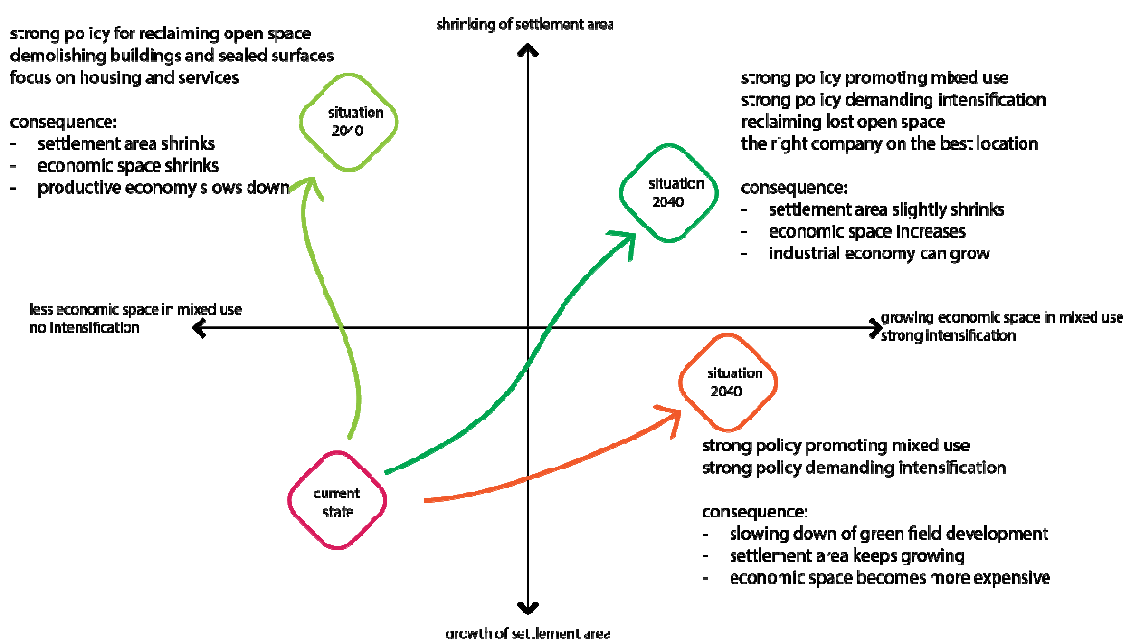 shrinking of settlement area
strong policy for reclaiming open space
demolishing buildings and sealed surfaces
focus on housing and services
consequence:
- settlement area shrinks
- economic space shrinks
- productive economy slows down
situation
2040
strong policy promoting mixed use
strong policy demanding intensification
reclaiming lost open space
the right company on the best location
consequence:
- settlement area slightly shrinks
- economic space increases
- industrial economy can grow
situation
2040
less economic space in mixed use
no intensification
growing economic space in mixed use
strong intensification
situation
2040
strong policy promoting mixed use
strong policy demanding intensification
consequence:
- slowing down of green field development
- settlement area keeps growing
- economic space becomes more expensive
current
state
growth of settlement area